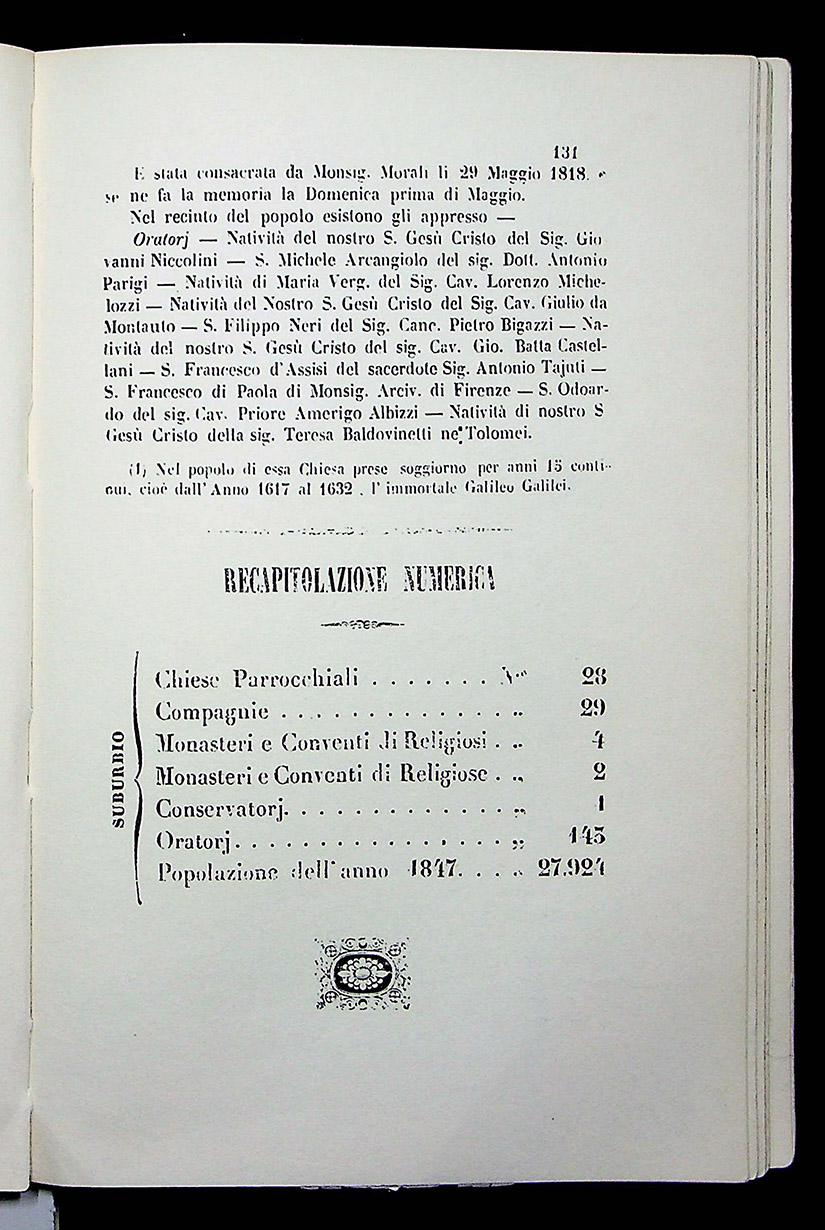 131
È stata consacrata da Monsig. Morali li 29 Maggio 1818. e
se ne fa la memoria la Domenica prima di Maggio.
Nel recinto del popolo esistono gli appresso —
Oratorj — Natività del nostro S. Gesù Cristo del Sig. Gio
vanni Niccolini — S. Michele Arcangiolo del sig. Dott. Antonio
Parigi — Natività di Maria Verg. del Sig. Cav. Lorenzo Miche-
lozzi — Natività del Nostro S. Gesù Cristo del Sig. Cav. Giulio da
Montauto — S. Filippo Neri del Sig. Canc. Pietro Bigazzi — Na-
tività del nostro S. Gesù Cristo del sig. Cav. Gio. Batta Castel-
lani — S. Francesco d'Assisi del sacerdote Sig. Antonio Tajuti —
S. Francesco di Paola di Monsig. Arciv. di Firenze — S. Odoar-
do del sig. Cav. Priore Amerigo Albizzi — Natività di nostro S
Gesù Cristo della sig. Teresa Baldovinetti ne' Tolomei.
(1) Nel popolo di essa Chiesa prese soggiorno per anni 15 conti-
nui, cioè dall'Anno 1617 al 1632 , l'immortale Galileo Galilei.
RECAPITOLAZIONE NUMERICA
SUBURBIO
Chiese Parrocchiali . . . . . . . N.º 28
Compagnie . . . . . . . . . . . . . . „ 29
Monasteri e Conventi di Religiosi . „ 4
Monasteri e Conventi di Religiose . „ 2
Conservatorj. . . . . . . . . . . . . . „ 1
Oratorj . . . . . . . . . . . . . . . . . „ 143
Popolazione dell'anno 1847. . . . „ 27.924